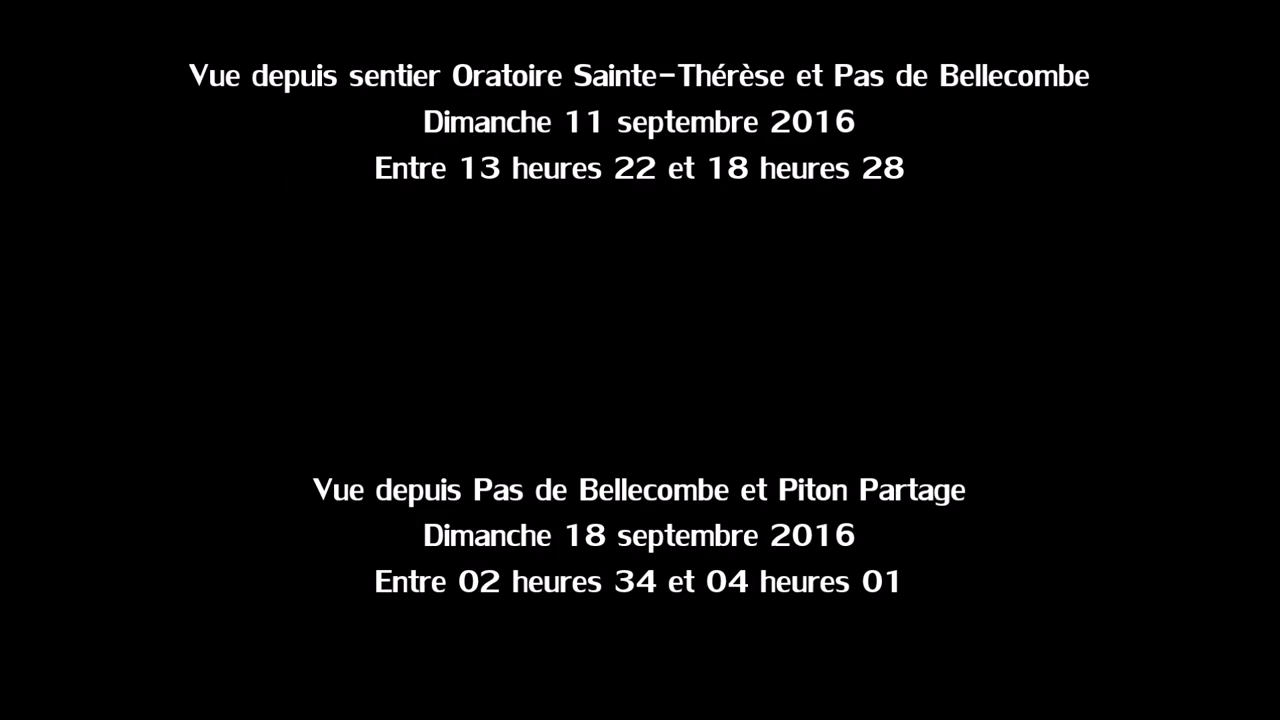 Vue depuis sentier Oratoire Sainte-Thérèse et Pas de Bellecombe
Dimanche 11 septembre 2016
Entre 13 heures 22 et 18 heures 28
Vue depuis Pas de Bellecombe et Piton Partage
Dimanche 18 septembre 2016
Entre 02 heures 34 et 04 heures 01